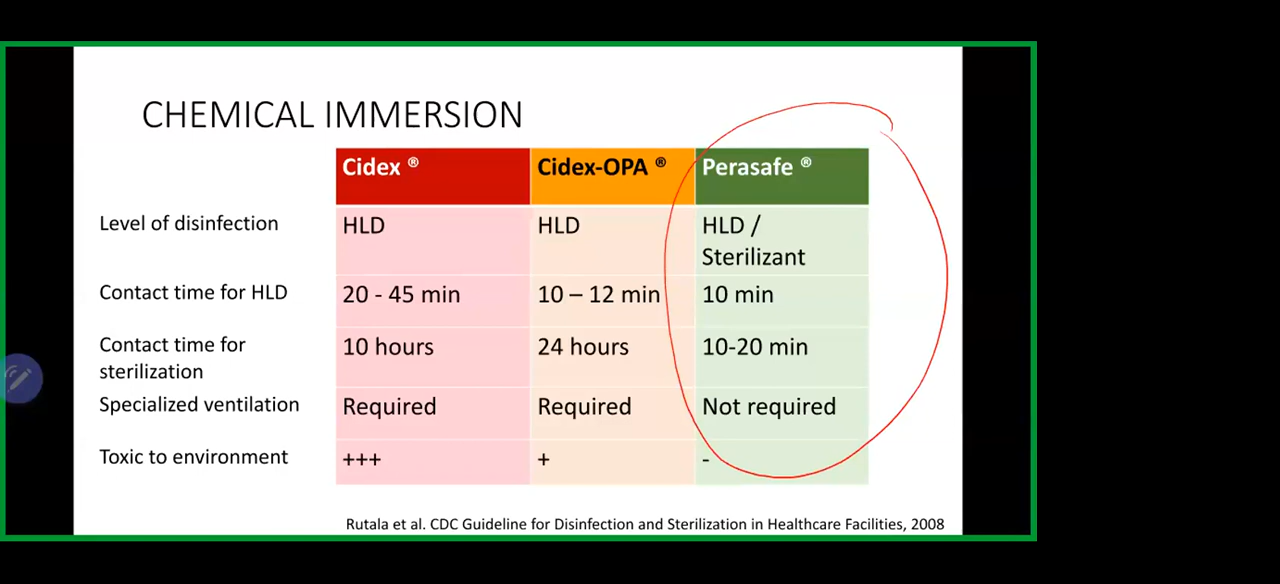 CHEMICAL IMMERSION
Cidex ® Cidex-OPA ® Perasafe ®
Level of disinfection HLD HLD HLD /
Sterilizant
Contact time for HLD 20 - 45 min 10 – 12 min 10 min
Contact time for 10 hours 24 hours 10-20 min
sterilization
Specialized ventilation Required Required Not required
Toxic to environment +++ + -
Rutala et al. CDC Guideline for Disinfection and Sterilization in Healthcare Facilities, 2008